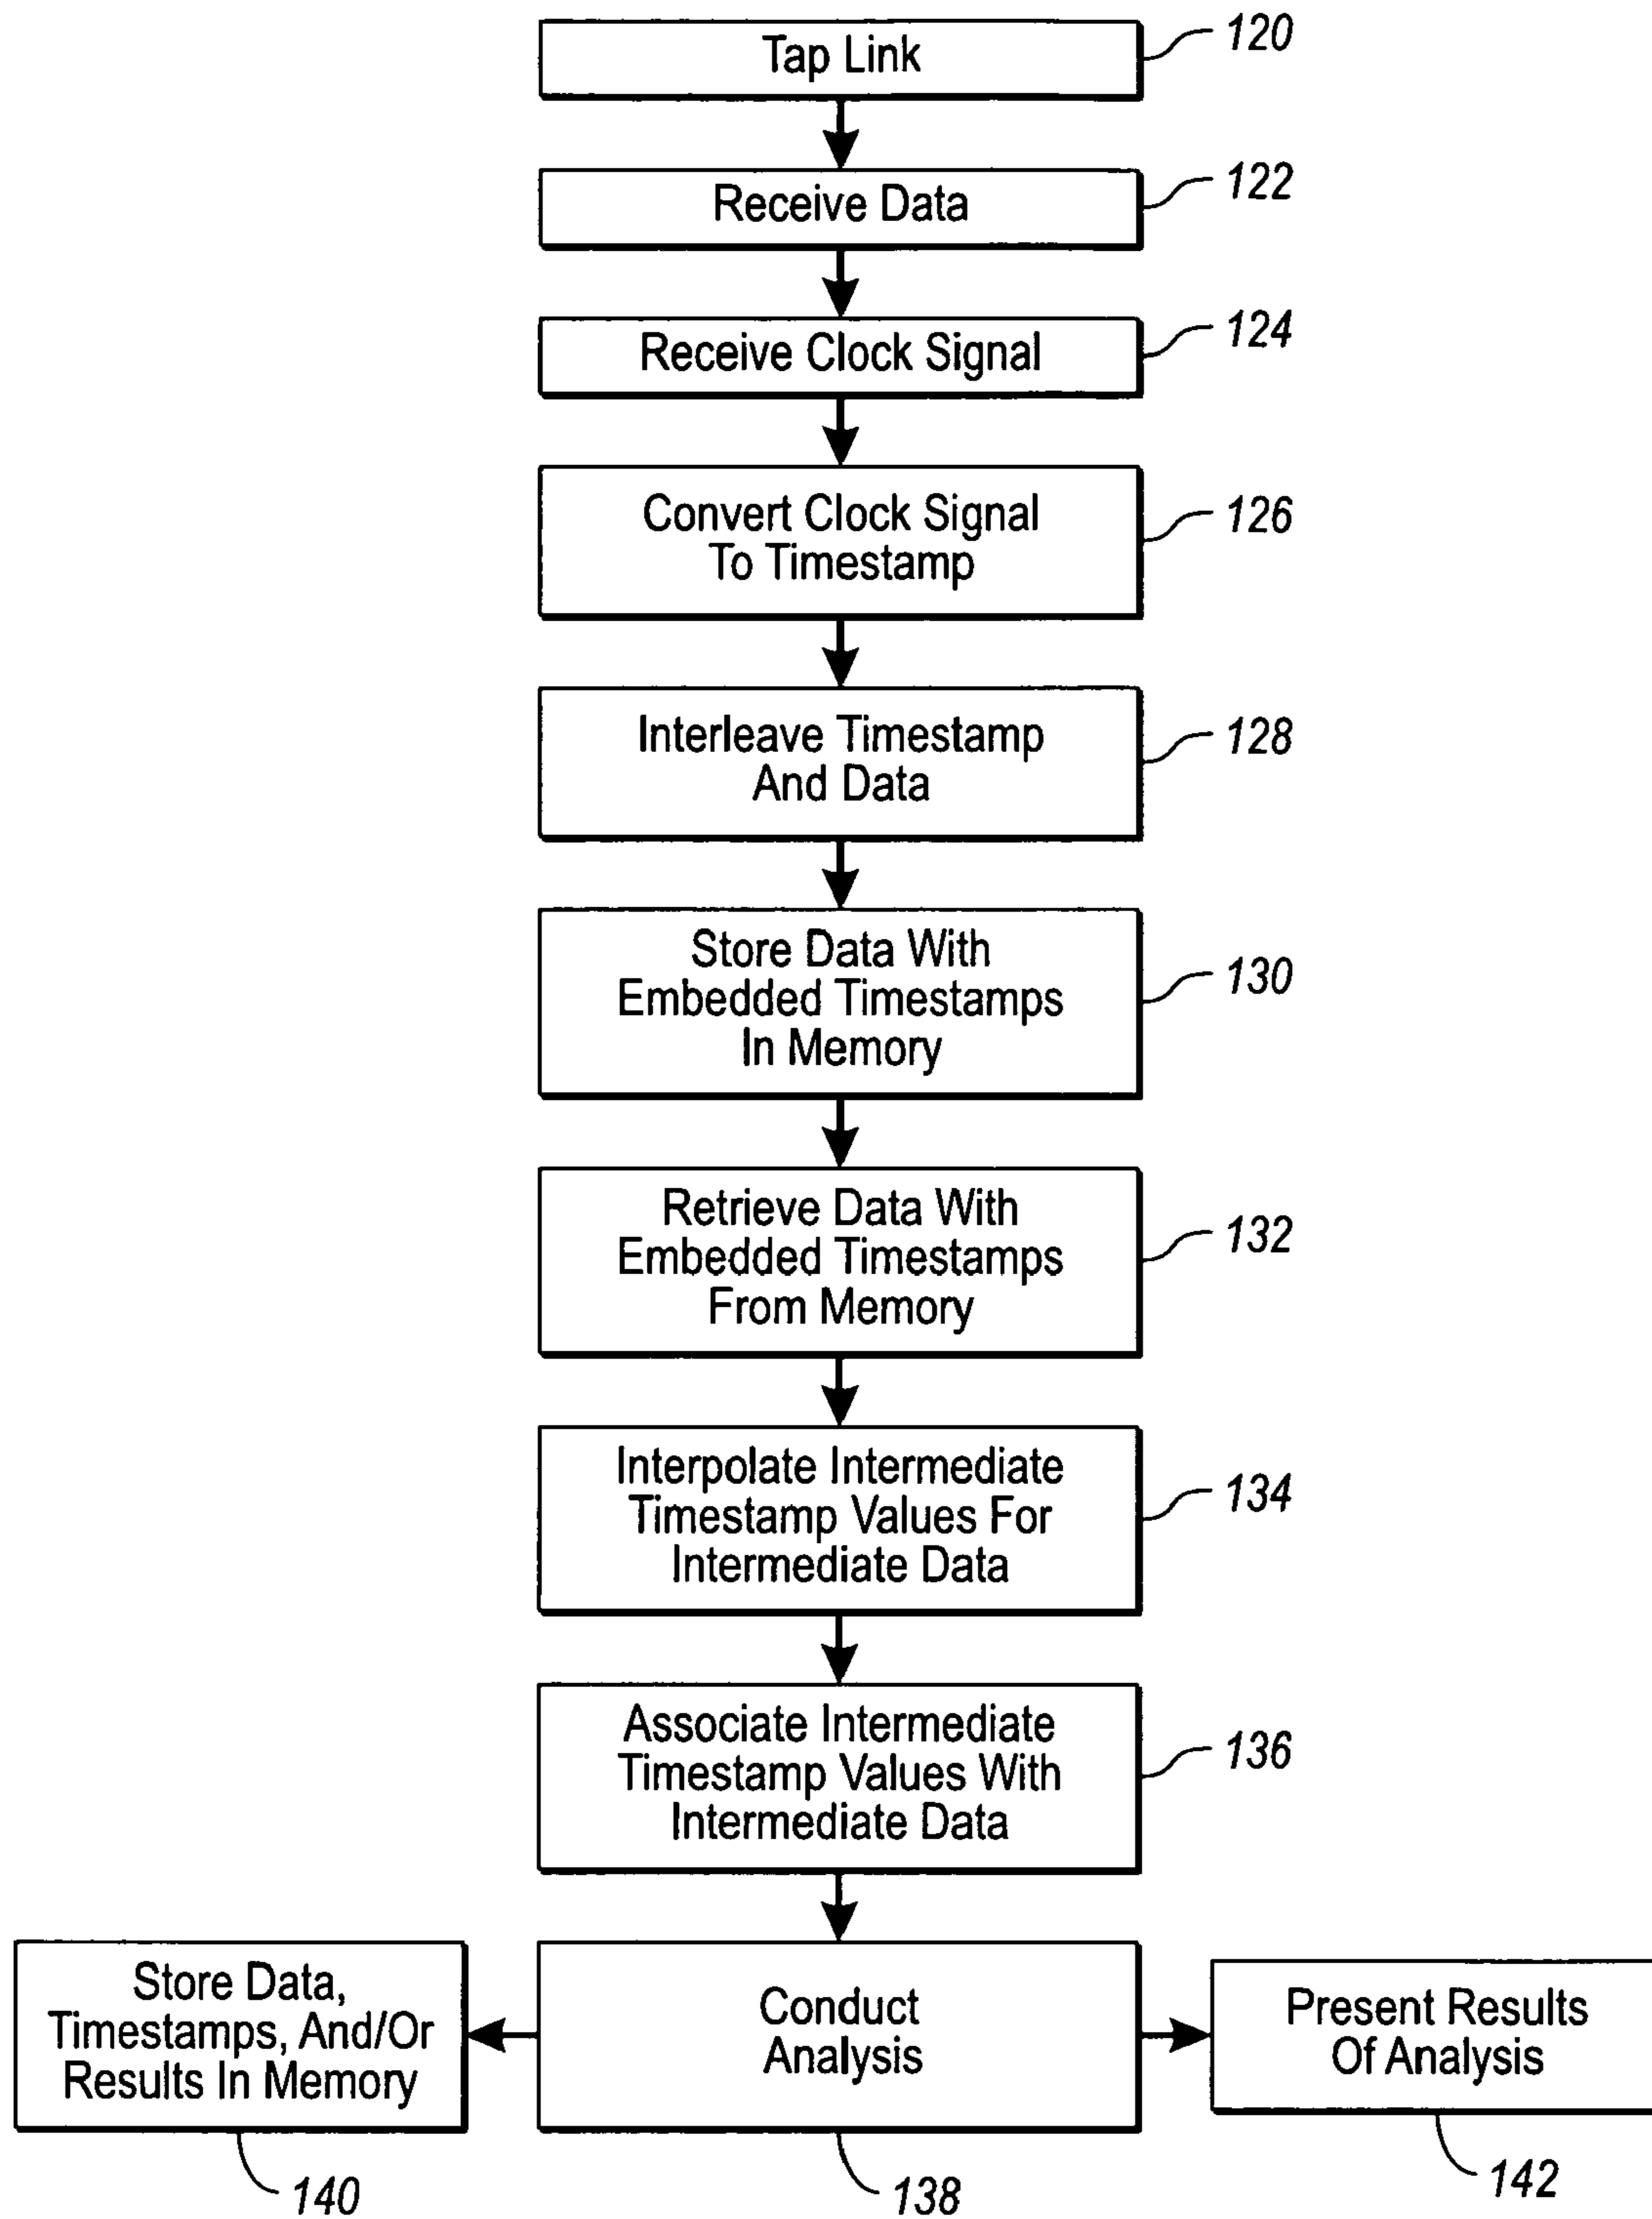 Tap Link
120
Receive Data
122
Receive Clock Signal
124
Convert Clock Signal
To Timestamp
126
Interleave Timestamp
And Data
128
Store Data With
Embedded Timestamps
In Memory
130
Retrieve Data With
Embedded Timestamps
From Memory
132
Interpolate Intermediate
Timestamp Values For
Intermediate Data
134
Associate Intermediate
Timestamp Values With
Intermediate Data
136
Store Data,
Timestamps, And/Or
Results In Memory
140
Conduct
Analysis
138
Present Results
Of Analysis
142